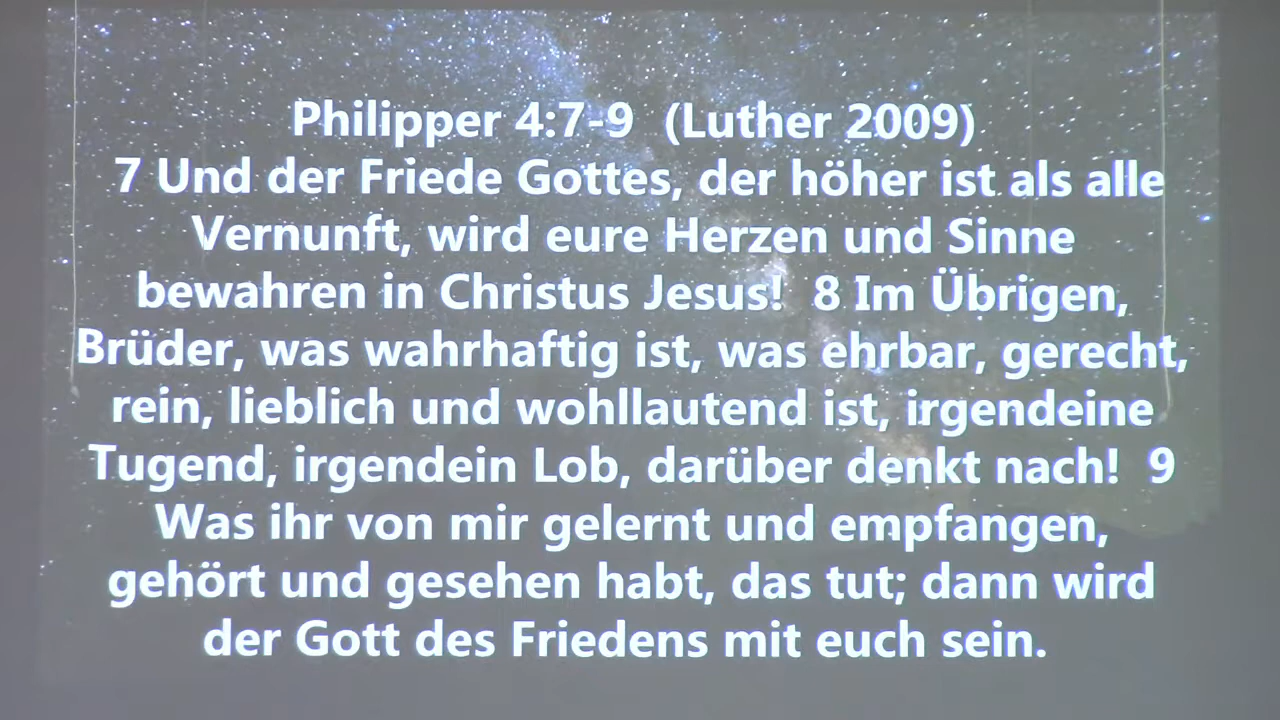 Philipper 4:7-9 (Luther 2009)
7 Und der Friede Gottes, der höher ist als alle
Vernunft, wird eure Herzen und Sinne
bewahren in Christus Jesus! 8 Im Übrigen,
Brüder, was wahrhaftig ist, was ehrbar, gerecht,
rein, lieblich und wohllautend ist, irgendeine
Tugend, irgendein Lob, darüber denkt nach! 9
Was ihr von mir gelernt und empfangen,
gehört und gesehen habt, das tut; dann wird
der Gott des Friedens mit euch sein.